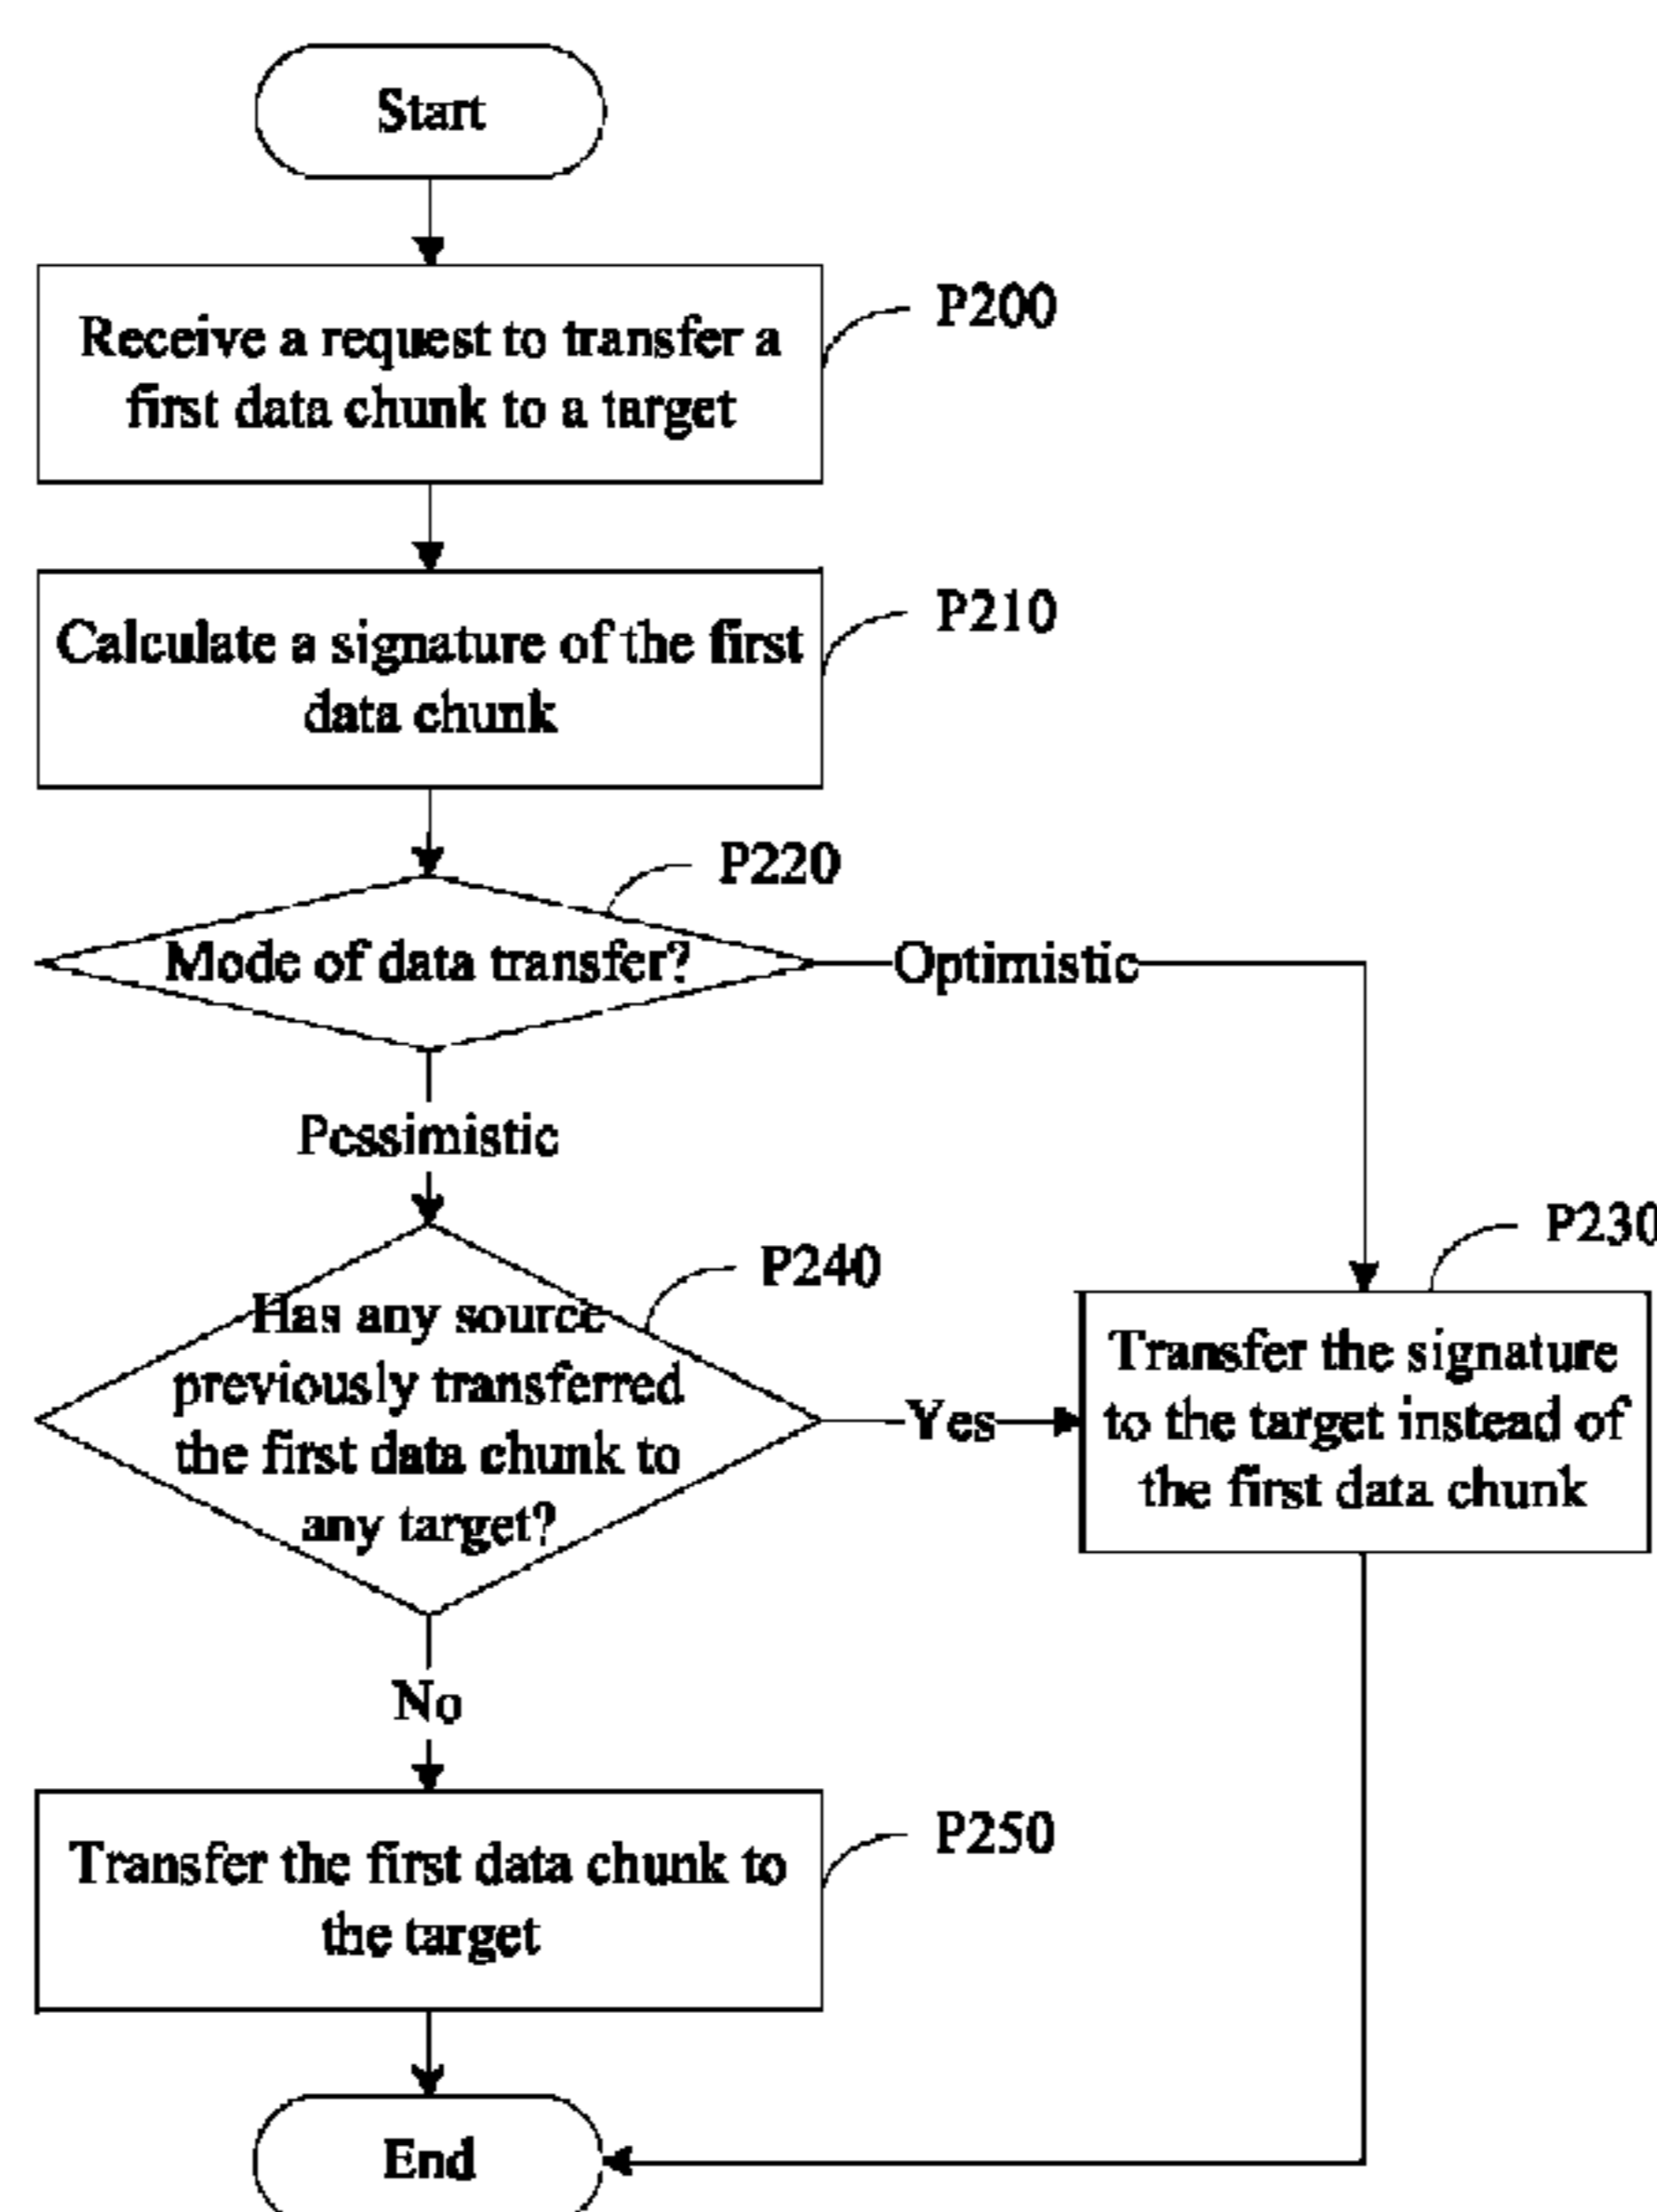 Start
Receive a request to transfer a
first data chunk to a target
P200
Calculate a signature of the first
data chunk
P210
P220
Mode of data transfer?
Optimistic
Pessimistic
P230
P240
Has any source
previously transferred
the first data chunk to
any target?
Yes
Transfer the signature
to the target instead of
the first data chunk
No
Transfer the first data chunk to
the target
P250
End